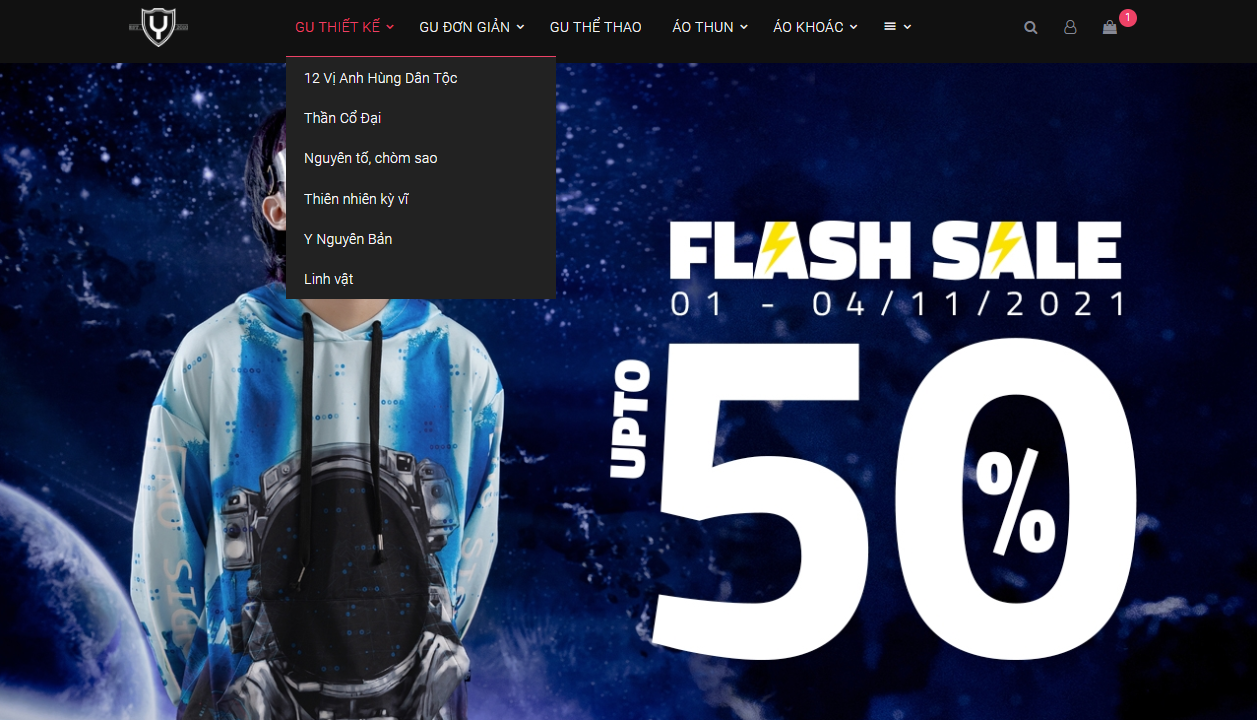 Y
GU THIẾT KẾ GU ĐƠN GIẢN GU THỂ THAO ÁO THUN ÁO KHOÁC 1
12 Vị Anh Hùng Dân Tộc
Thần Cổ Đại
Nguyên tố, chòm sao
Thiên nhiên kỳ vĩ
Y Nguyên Bản
Linh vật
FLASH SALE
01 - 04/11/2021
UPTO
50%